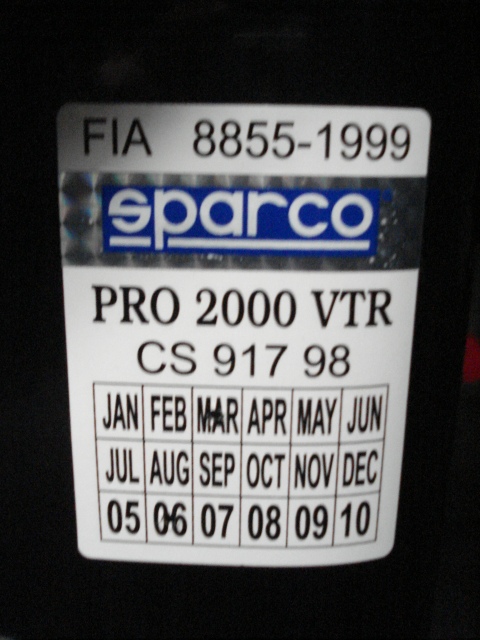 FIA 8855-1999
sparco
PRO 2000 VTR
CS 917 98
JAN FEB MAR APR MAY JUN
JUL AUG SEP OCT NOV DEC
05 06 07 08 09 10